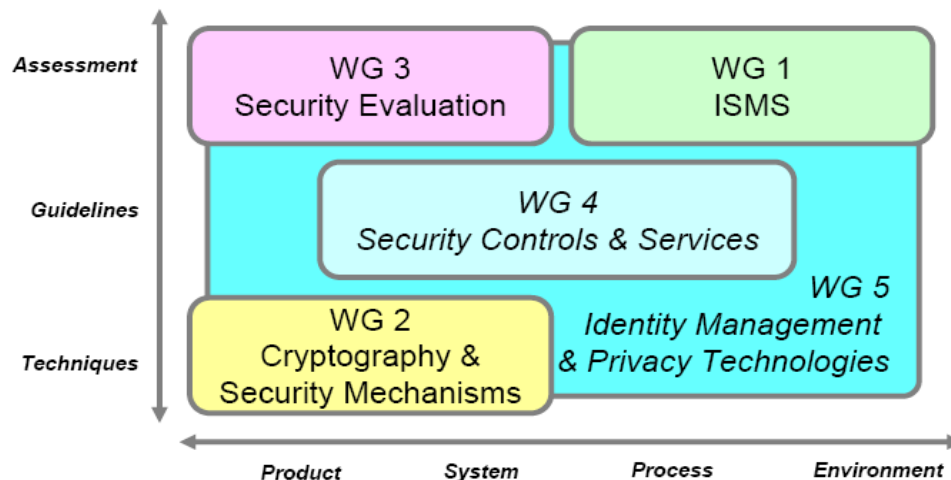 Assessment
WG 3
Security Evaluation
WG 1
ISMS
Guidelines
WG 4
Security Controls & Services
WG 5
Identity Management
& Privacy Technologies
Techniques
WG 2
Cryptography &
Security Mechanisms
Product
System
Process
Environment